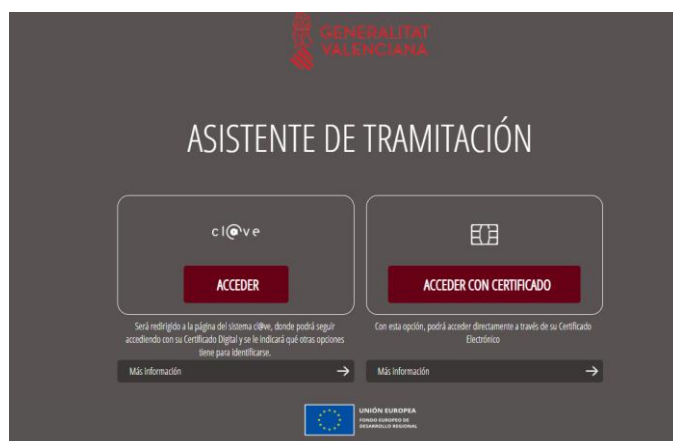 GENERALITAT
VALENCIANA
ASISTENTE DE TRAMITACIÓN
cl@ve
ACCEDER
Será redirigido a la página del sistema cl@ve, donde podrá seguir
accediendo con su Certificado Digital y se le indicará qué otras opciones
tiene para identificarse.
Más información
ACCEDER CON CERTIFICADO
Con esta opción, podrá acceder directamente a través de su Certificado
Electrónico
Más información
UNIÓN EUROPEA
FONDO EUROPEO DE
DESARROLLO REGIONAL